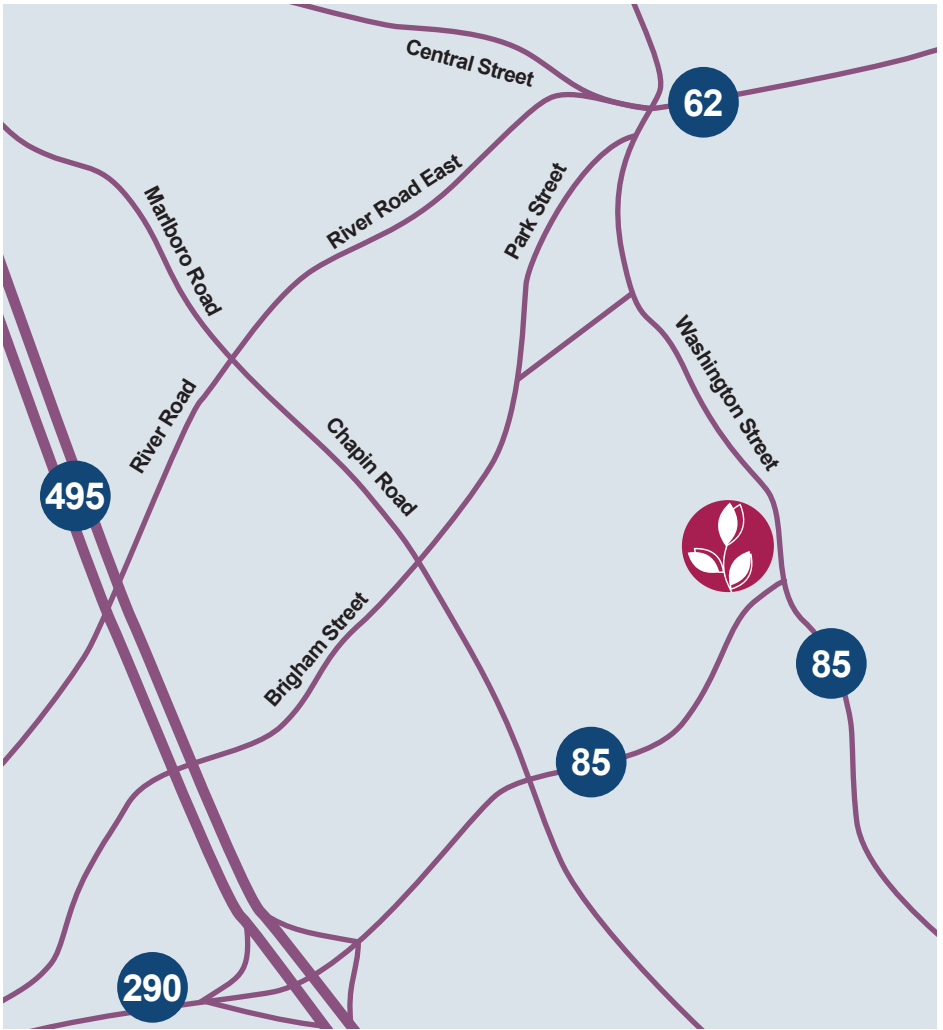 Central Street
62
River Road East
Park Street
Marlboro Road
Washington Street
River Road
Chapin Road
495
Brigham Street
85
85
290